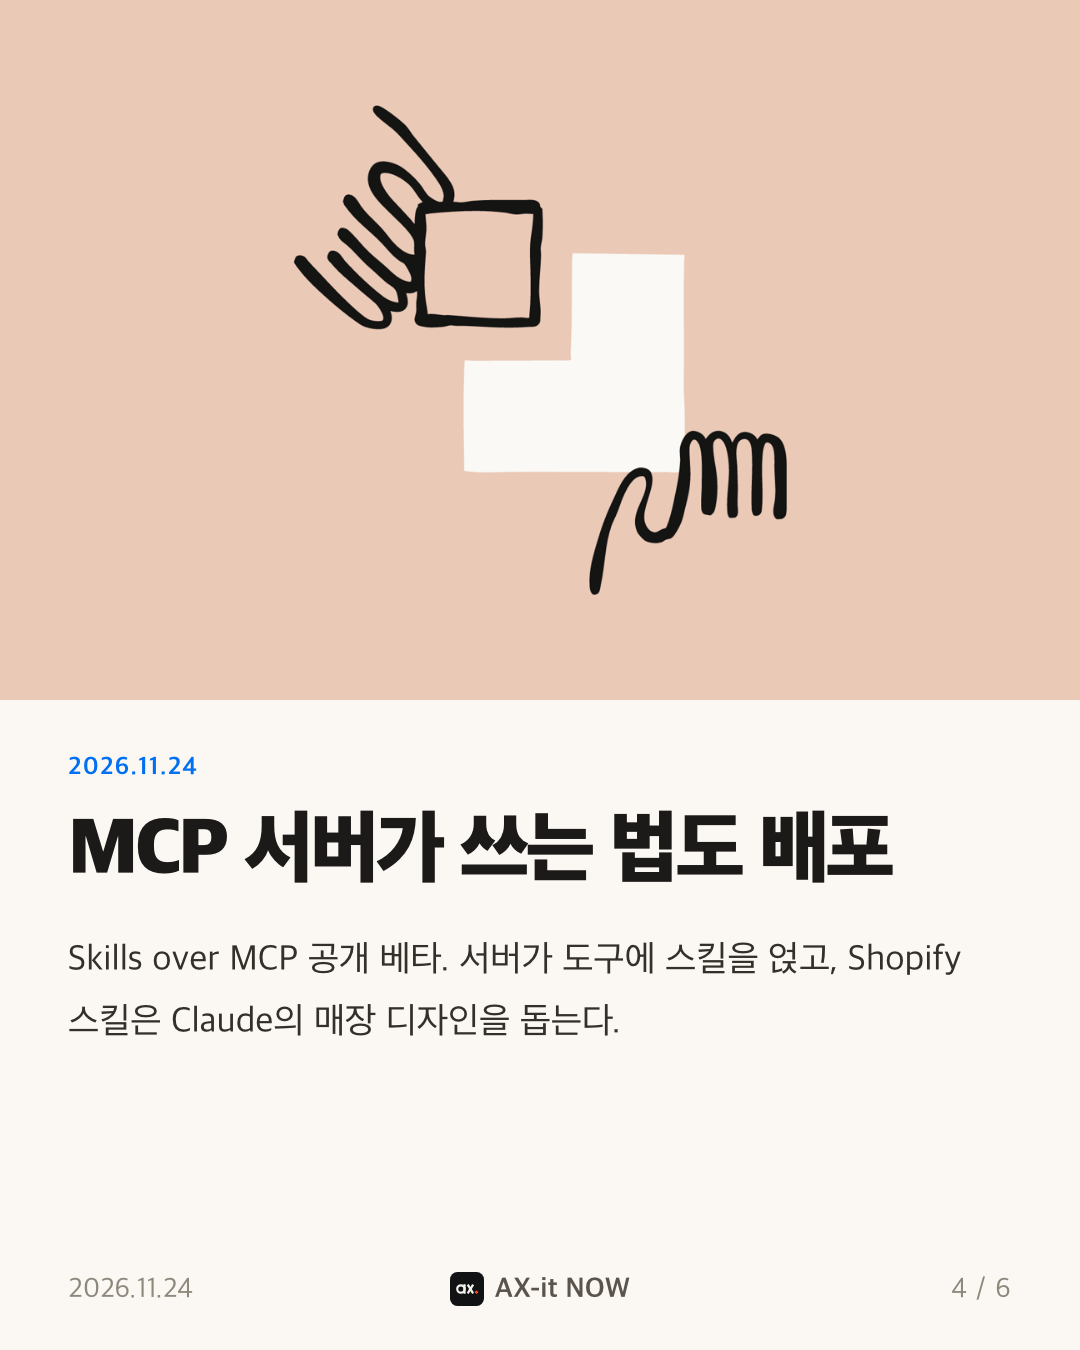 2026.11.24
MCP 서버가 쓰는 법도 배포
Skills over MCP 공개 베타. 서버가 도구에 스킬을 얹고, Shopify
스킬은 Claude의 매장 디자인을 돕는다.
2026.11.24
ax. AX-it NOW
4 / 6